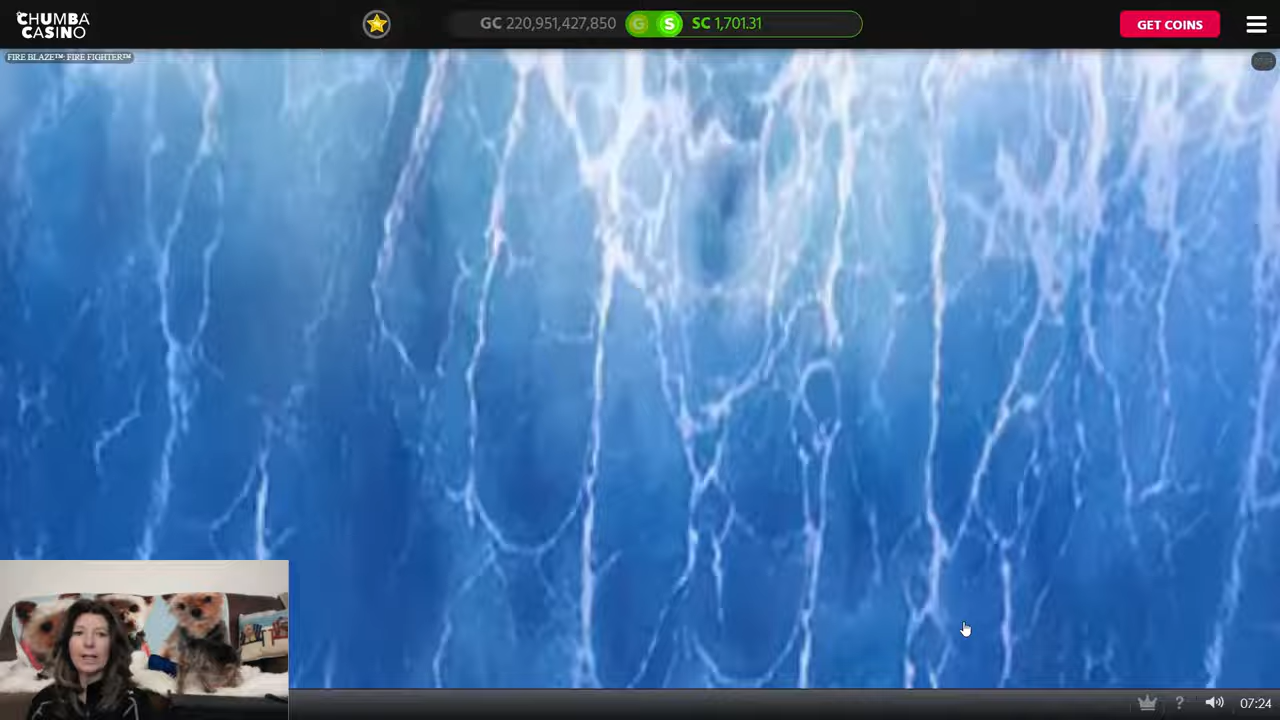 CHUMBA CASINO
GC 220,951,427,850 G S SC 1,701.31
GET COINS
FIRE BLAZE™: FIRE FIGHTER™
? 07:24